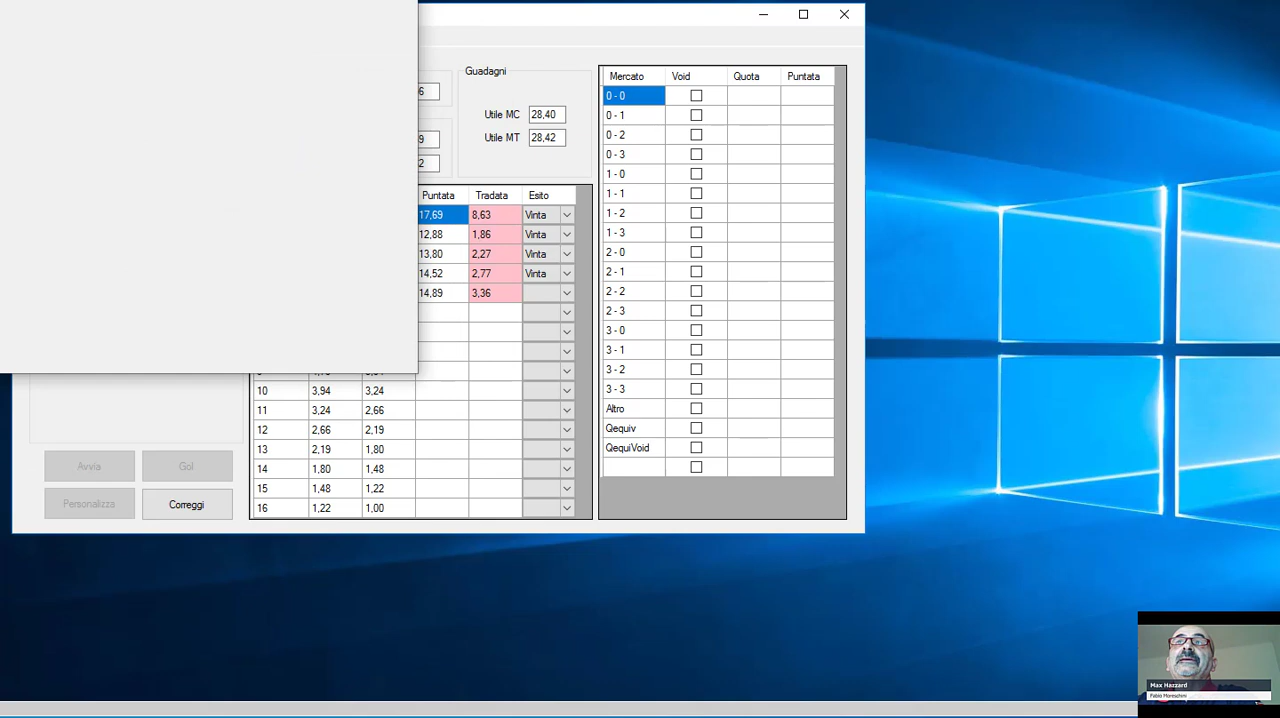 Guadagni
Utile MC 28,40
Utile MT 28,42
6
9
2
Puntata Tradata Esito
17,69 8,63 Vinta
12,88 1,86 Vinta
13,80 2,27 Vinta
14,52 2,77 Vinta
14,89 3,36
10 3,94 3,24
11 3,24 2,66
12 2,66 2,19
13 2,19 1,80
14 1,80 1,48
15 1,48 1,22
16 1,22 1,00
Avvia Gol
Personalizza Correggi
Mercato Void Quota Puntata
0 - 0
0 - 1
0 - 2
0 - 3
1 - 0
1 - 1
1 - 2
1 - 3
2 - 0
2 - 1
2 - 2
2 - 3
3 - 0
3 - 1
3 - 2
3 - 3
Altro
Qequiv
QequiVoid
Max Hazzard
Fabio Moreschini